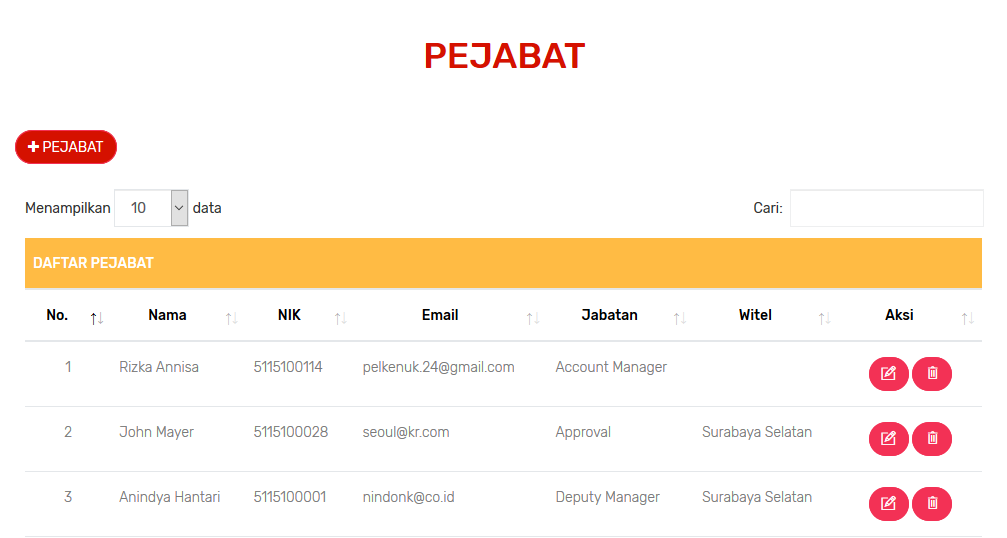 PEJABAT
+ PEJABAT
Menampilkan 10 data Cari:
DAFTAR PEJABAT
No. Nama NIK Email Jabatan Witel Aksi
1 Rizka Annisa 5115100114 pelkenuk.24@gmail.com Account Manager
2 John Mayer 5115100028 seoul@kr.com Approval Surabaya Selatan
3 Anindya Hantari 5115100001 nindonk@co.id Deputy Manager Surabaya Selatan